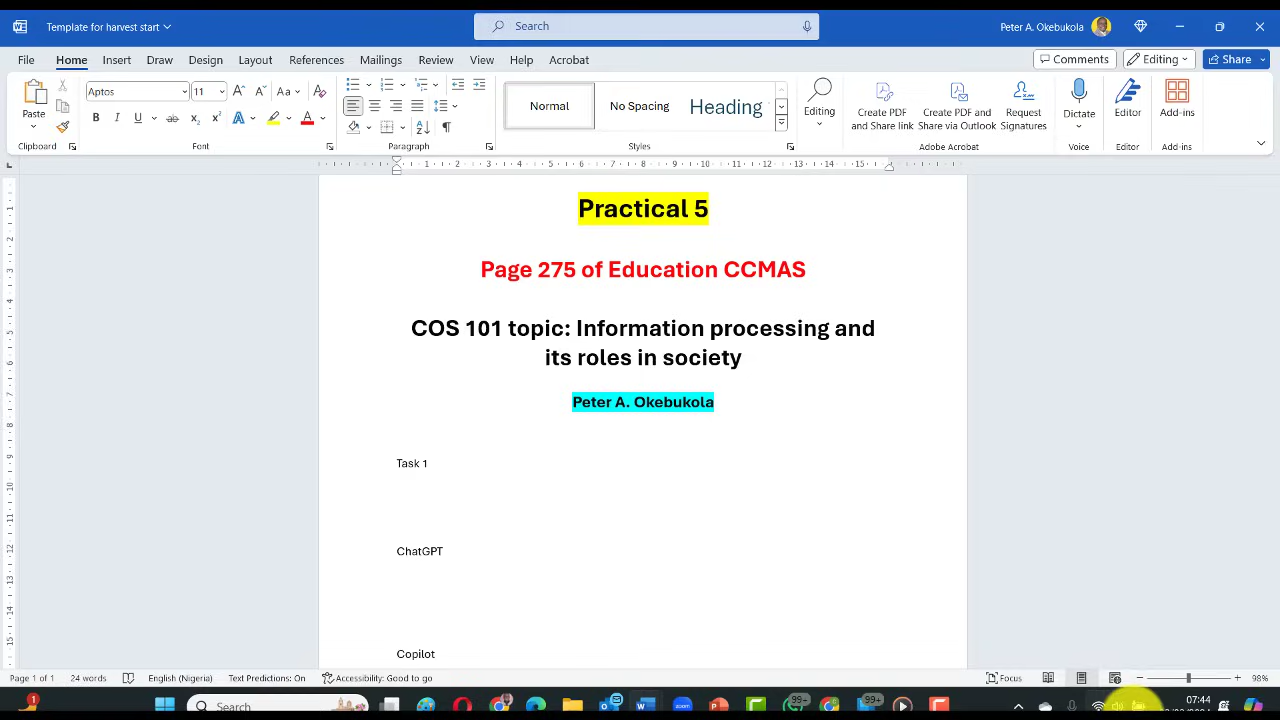 Template for harvest start
Search
Peter A. Okebukola
File Home Insert Draw Design Layout References Mailings Review View Help Acrobat
Comments Editing Share
Aptos 11
Paste
Normal No Spacing Heading
Editing
Create PDF and Share link
Create PDF and Share via Outlook
Request Signatures
Dictate
Editor
Add-ins
Clipboard Font Paragraph Styles Adobe Acrobat Voice Editor Add-ins
Practical 5
Page 275 of Education CCMAS
COS 101 topic: Information processing and
its roles in society
Peter A. Okebukola
Task 1
ChatGPT
Copilot
Page 1 of 1 24 words English (Nigeria) Text Predictions: On Accessibility: Good to go Focus 98%
1 Search 99+ 99+ 07:44